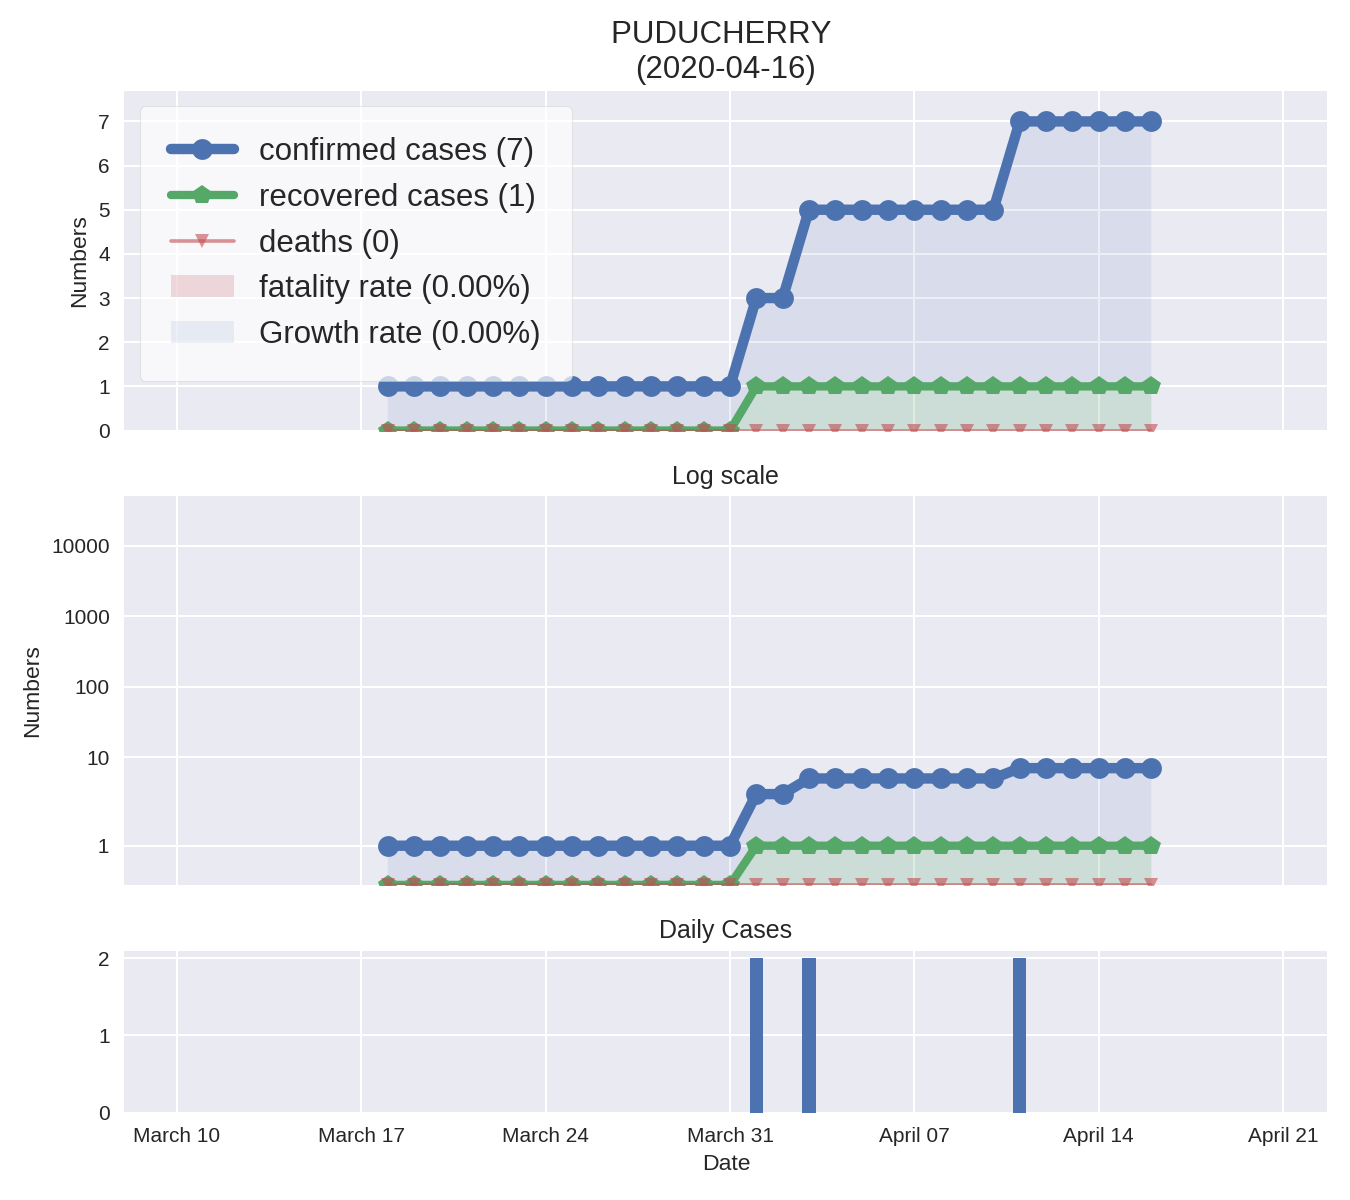 PUDUCHERRY
(2020-04-16)
Numbers
7
6
5
4
3
2
1
0
confirmed cases (7)
recovered cases (1)
deaths (0)
fatality rate (0.00%)
Growth rate (0.00%)
Log scale
Numbers
10000
1000
100
10
1
Daily Cases
2
1
0
March 10 March 17 March 24 March 31 April 07 April 14 April 21
Date